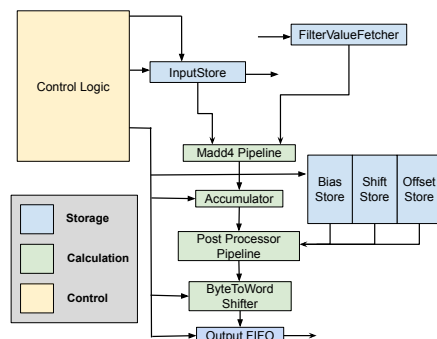 FilterValueFetcher
Control Logic
InputStore
Madd4 Pipeline
Bias Store
Shift Store
Offset Store
Accumulator
Storage
Post Processor
Pipeline
Calculation
ByteToWord
Shifter
Control
Output FIFO